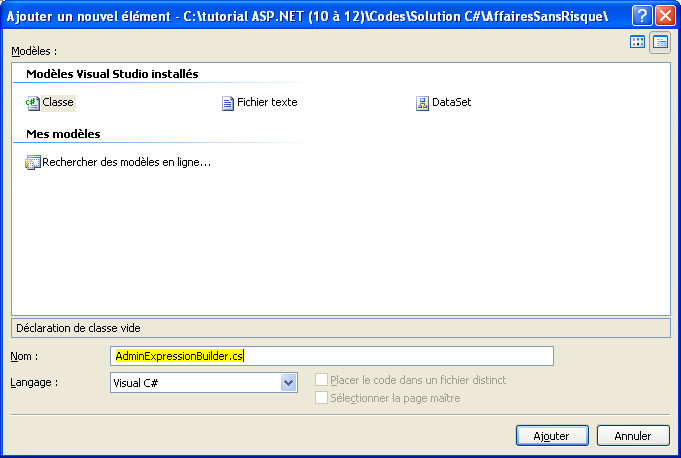 Ajouter un nouvel élément - C:\tutorial ASP.NET (10 à 12)\Codes\Solution C#\AffairesSansRisque\
Modèles :
Modèles Visual Studio installés
Classe Fichier texte DataSet
Mes modèles
Rechercher des modèles en ligne...
Déclaration de classe vide
Nom : AdminExpressionBuilder.cs
Langage : Visual C# Placer le code dans un fichier distinct
Sélectionner la page maître
Ajouter Annuler